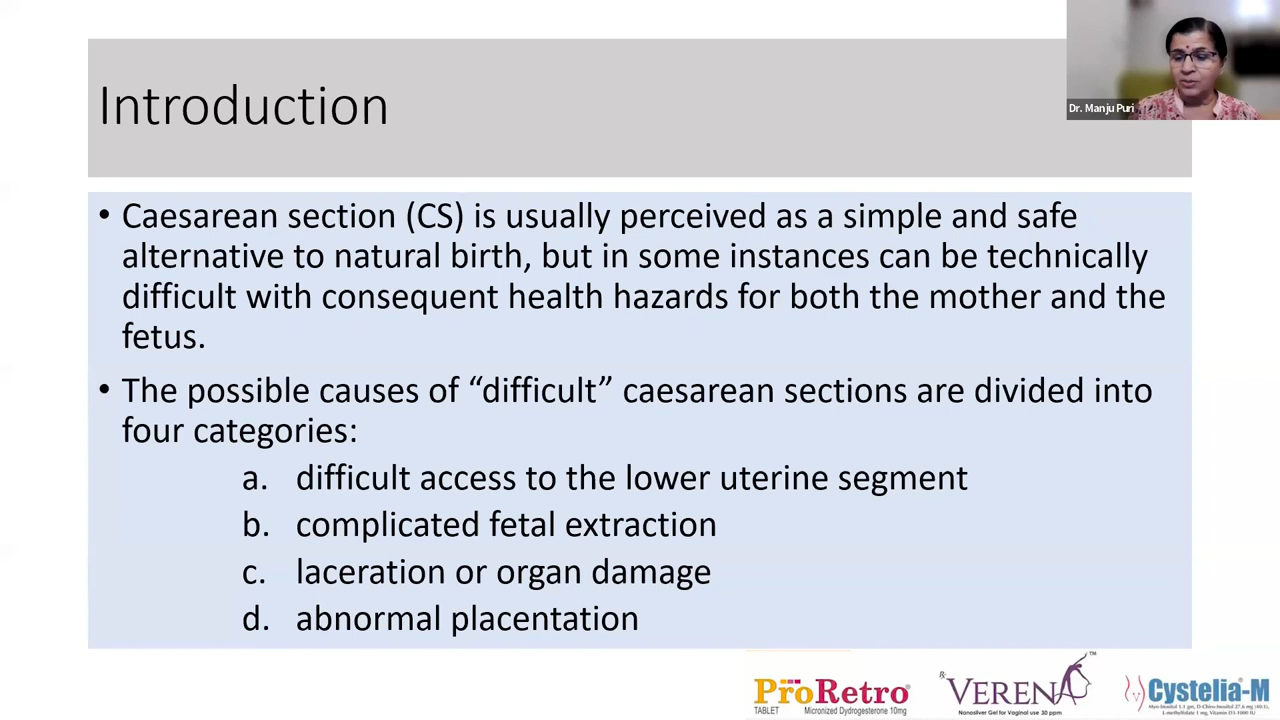 Introduction
Dr. Manju Puri
• Caesarean section (CS) is usually perceived as a simple and safe
alternative to natural birth, but in some instances can be technically
difficult with consequent health hazards for both the mother and the
fetus.
• The possible causes of “difficult” caesarean sections are divided into
four categories:
a. difficult access to the lower uterine segment
b. complicated fetal extraction
c. laceration or organ damage
d. abnormal placentation
ProRetro®
TABLET Micronized Dydrogesterone 10mg
℞ VERENA™
Nanosilver Gel for Vaginal use 30 ppm
Cystelia-M
Myo-Inositol 1.1 gm, D-Chiro-Inositol 27.6 mg (40:1),
L-methylfolate 1 mg, Vitamin D3-1000 IU